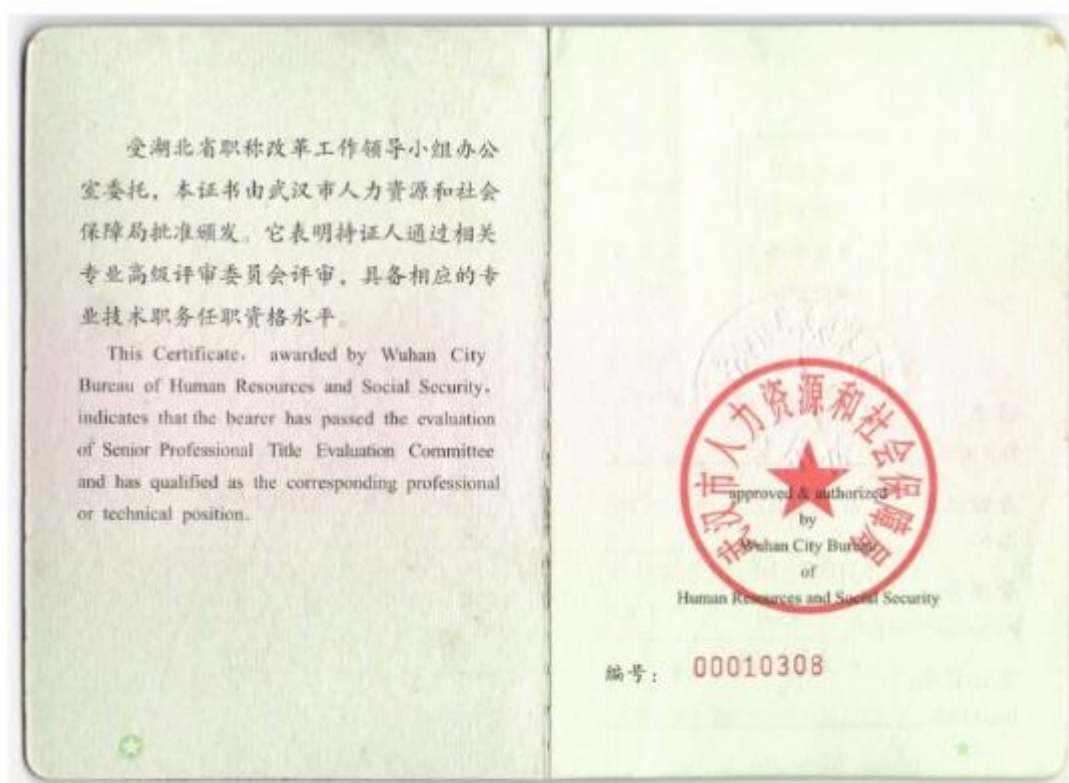 受湖北省职称改革工作领导小组办公
室委托，本证书由武汉市人力资源和社会
保障局批准颁发。它表明持证人通过相关
专业高级评审委员会评审，具备相应的专
业技术职务任职资格水平。
This Certificate, awarded by Wuhan City
Bureau of Human Resources and Social Security,
indicates that the bearer has passed the evaluation
of Senior Professional Title Evaluation Committee
and has qualified as the corresponding professional
or technical position.
武汉市人力资源和社会保障局
approved & authorized
by
Wuhan City Bureau
of
Human Resources and Social Security
编号： 00010308